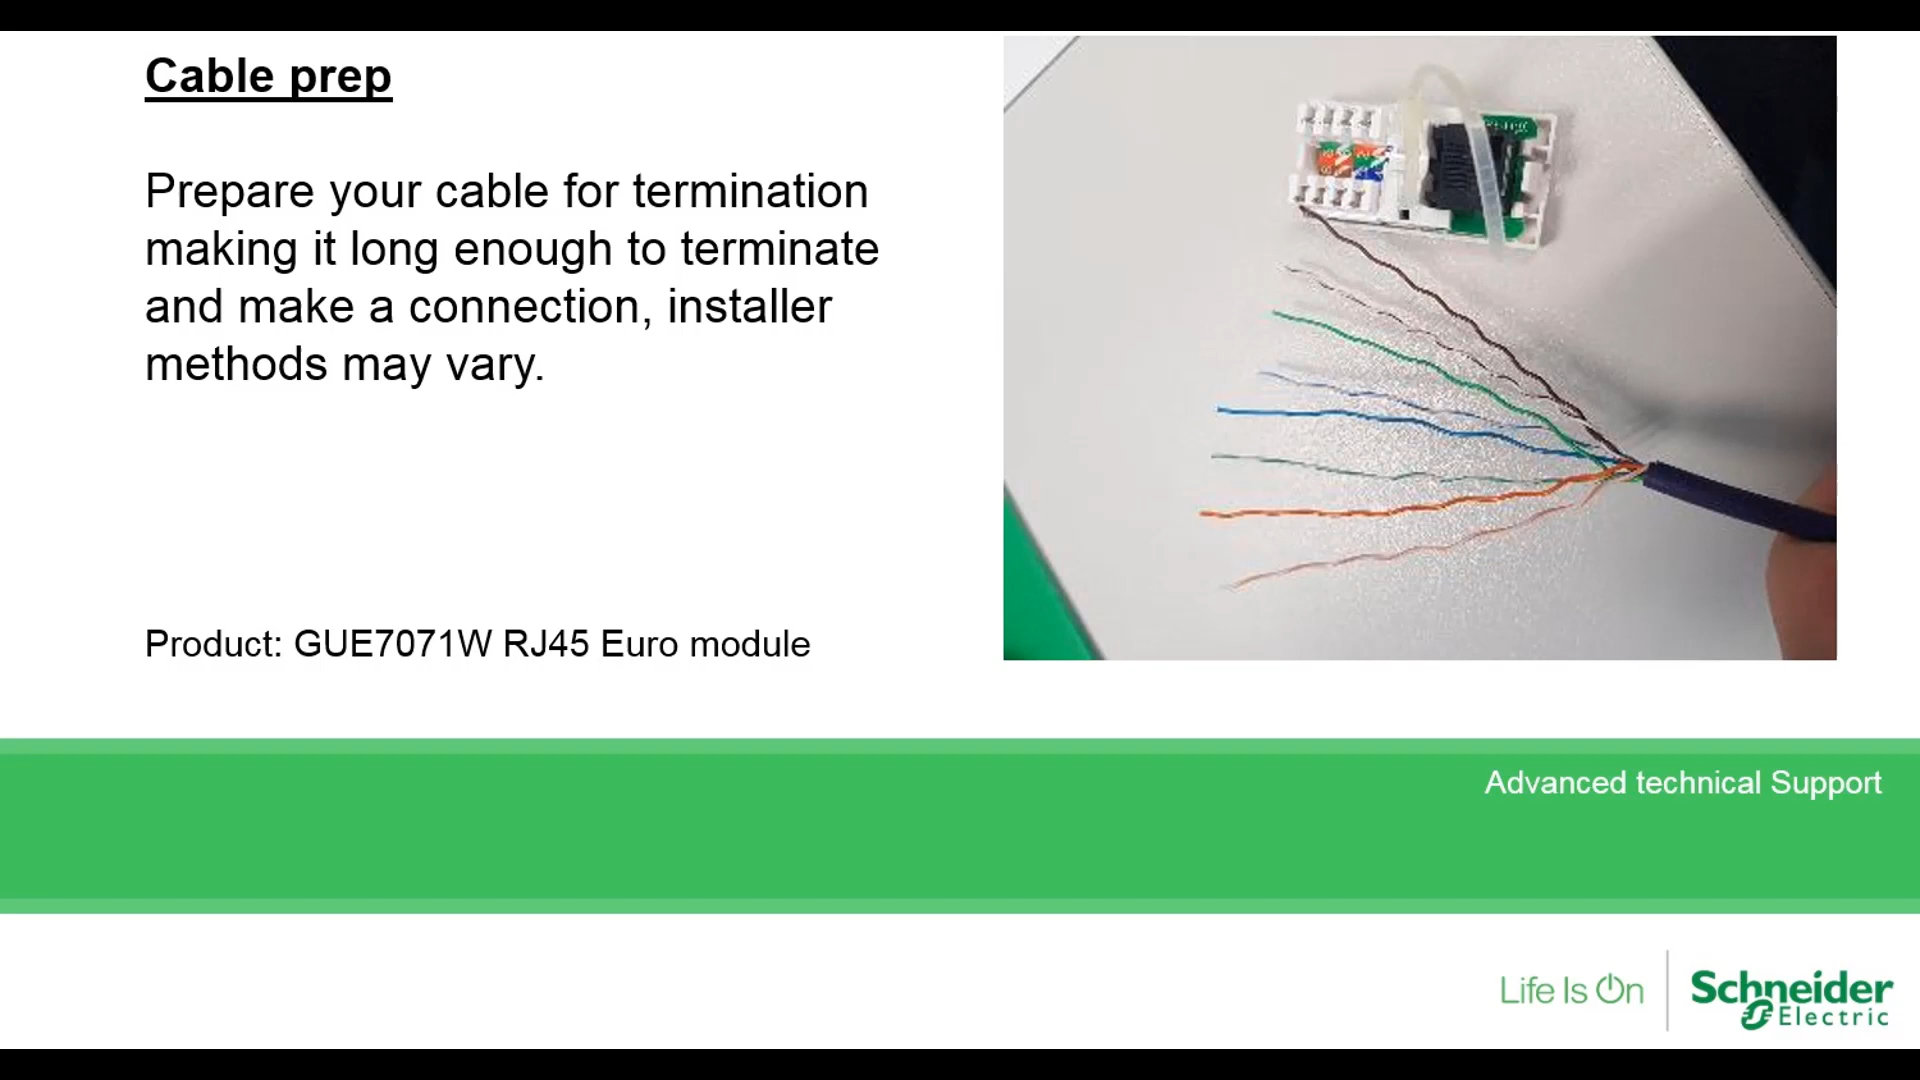 Cable prep
Prepare your cable for termination
making it long enough to terminate
and make a connection, installer
methods may vary.
Product: GUE7071W RJ45 Euro module
Advanced technical Support
Life Is On
Schneider
Electric